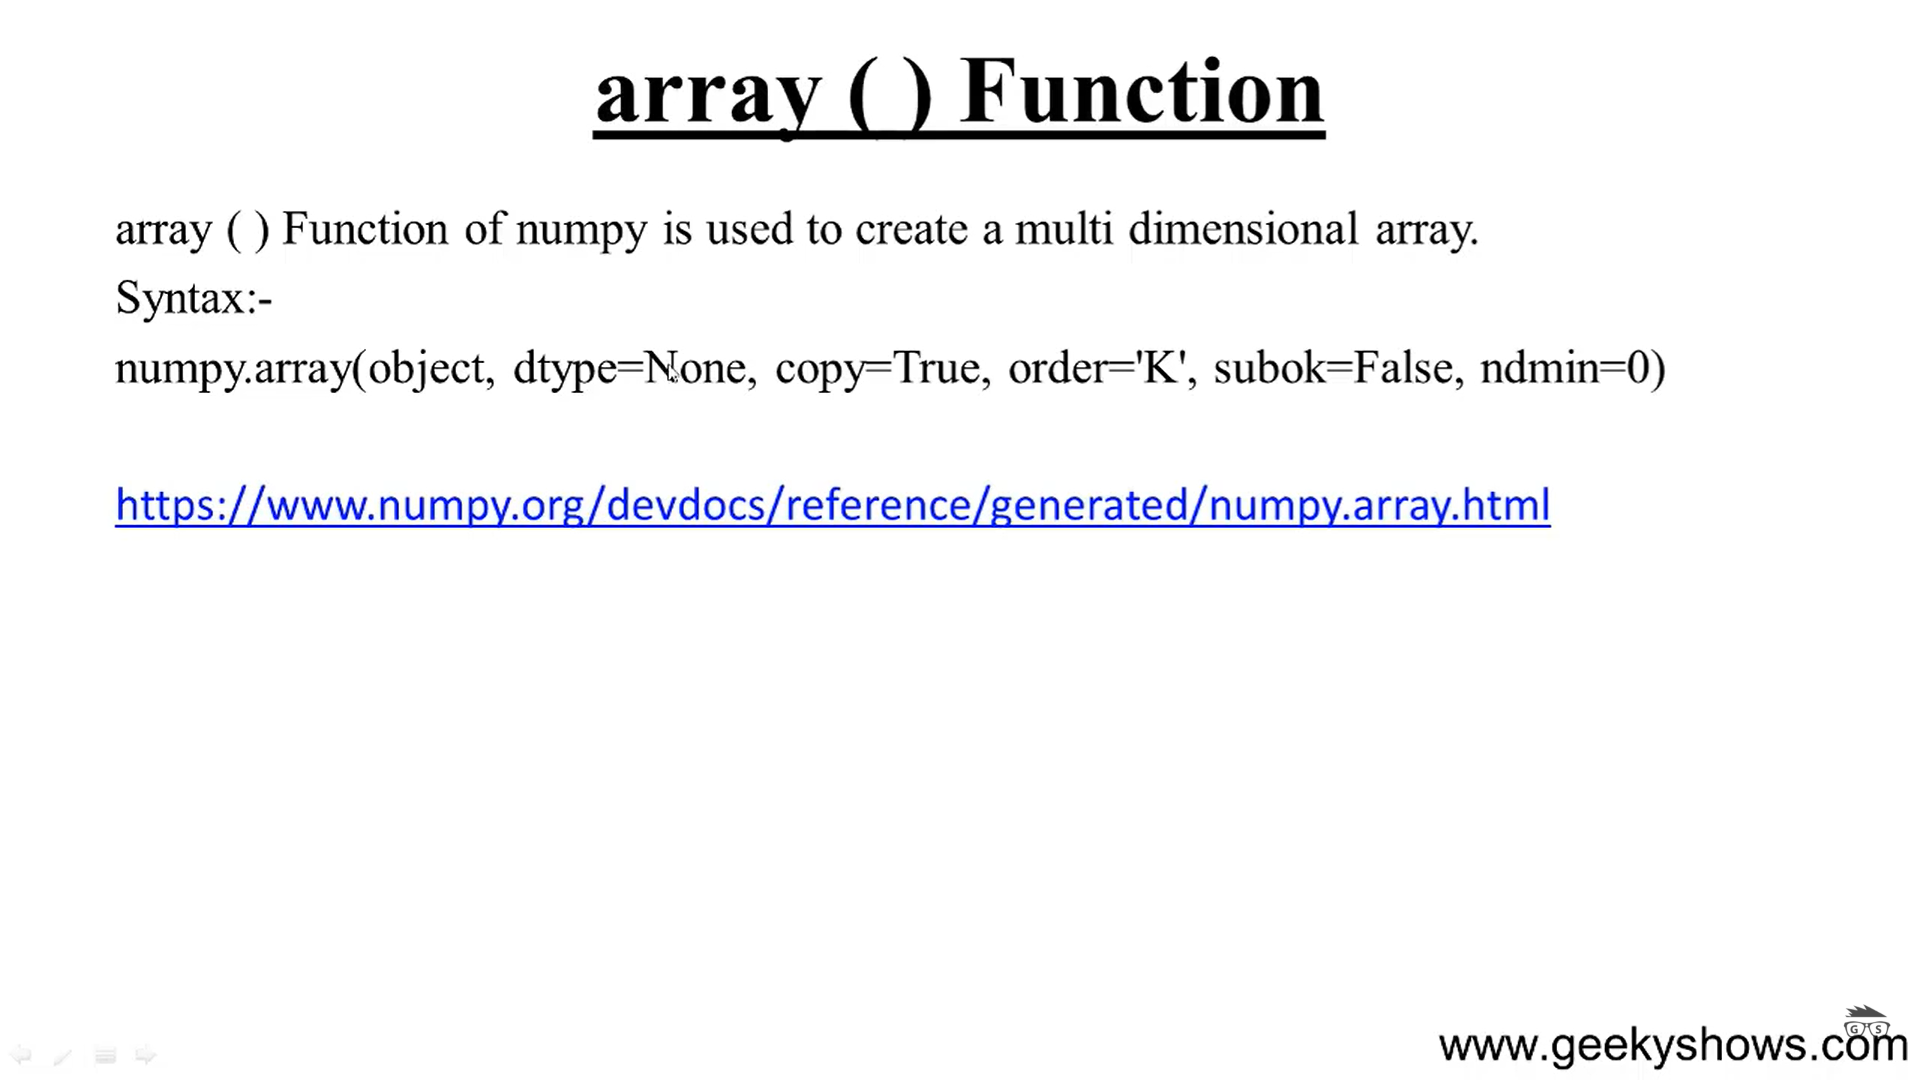 array ( ) Function
array ( ) Function of numpy is used to create a multi dimensional array.
Syntax:-
numpy.array(object, dtype=None, copy=True, order='K', subok=False, ndmin=0)
https://www.numpy.org/devdocs/reference/generated/numpy.array.html
G S
www.geekyshows.com